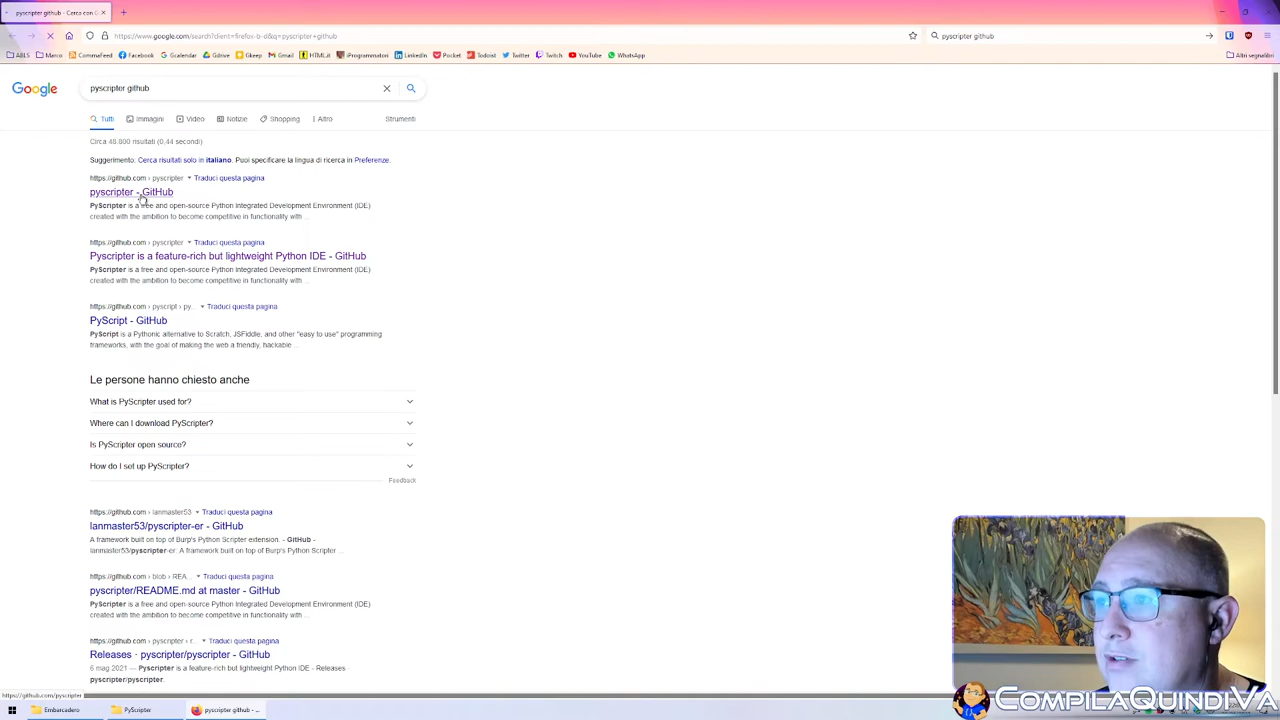 pyscripter github - Cerca con G
https://www.google.com/search?client=firefox-b-d&q=pyscripter+github
pyscripter github
BUSJ Marco CommaFeed Facebook Gcalendar Gdrive Gkeep Gmail HTML.it iProgrammatori LinkedIn Pocket Todoist Twitter Twitch YouTube WhatsApp
Altri segnalibri
Google
pyscripter github
Tutti Immagini Video Notizie Shopping Altro Strumenti
Circa 48.800 risultati (0,44 secondi)
Suggerimento: Cerca risultati solo in italiano. Puoi specificare la lingua di ricerca in Preferenze.
https://github.com › pyscripter Traduci questa pagina
pyscripter - GitHub
PyScripter is a free and open-source Python Integrated Development Environment (IDE)
created with the ambition to become competitive in functionality with ...
https://github.com › pyscripter Traduci questa pagina
Pyscripter is a feature-rich but lightweight Python IDE - GitHub
PyScripter is a free and open-source Python Integrated Development Environment (IDE)
created with the ambition to become competitive in functionality with ...
https://github.com › pyscript › py... Traduci questa pagina
PyScript - GitHub
PyScript is a Pythonic alternative to Scratch, JSFiddle, and other "easy to use" programming
frameworks, with the goal of making the web a friendly, hackable ...
Le persone hanno chiesto anche
What is PyScripter used for?
Where can I download PyScripter?
Is PyScripter open source?
How do I set up PyScripter?
Feedback
https://github.com › lanmaster53 Traduci questa pagina
lanmaster53/pyscripter-er - GitHub
A framework built on top of Burp's Python Scripter extension. - GitHub -
lanmaster53/pyscripter-er: A framework built on top of Burp's Python Scripter ...
https://github.com › blob › REA... Traduci questa pagina
pyscripter/README.md at master - GitHub
PyScripter is a free and open-source Python Integrated Development Environment (IDE)
created with the ambition to become competitive in functionality with ...
https://github.com › pyscripter › r... Traduci questa pagina
Releases · pyscripter/pyscripter - GitHub
6 mag 2021 — Pyscripter is a feature-rich but lightweight Python IDE - Releases ·
pyscripter/pyscripter.
https://github.com/pyscripter
Embarcadero
PyScripter
pyscripter github - ...
COMPILAQUINDIVA